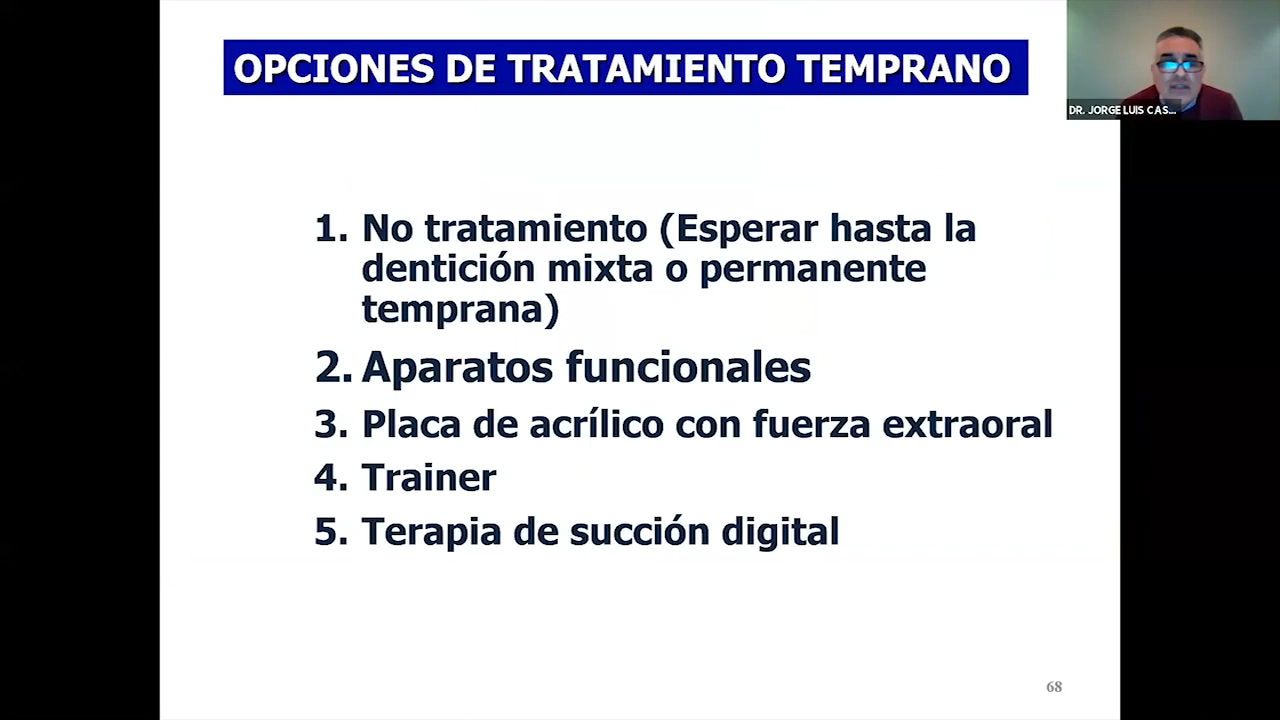 OPCIONES DE TRATAMIENTO TEMPRANO
DR. JORGE LUIS CAS...
1. No tratamiento (Esperar hasta la
dentición mixta o permanente
temprana)
2. Aparatos funcionales
3. Placa de acrílico con fuerza extraoral
4. Trainer
5. Terapia de succión digital
68